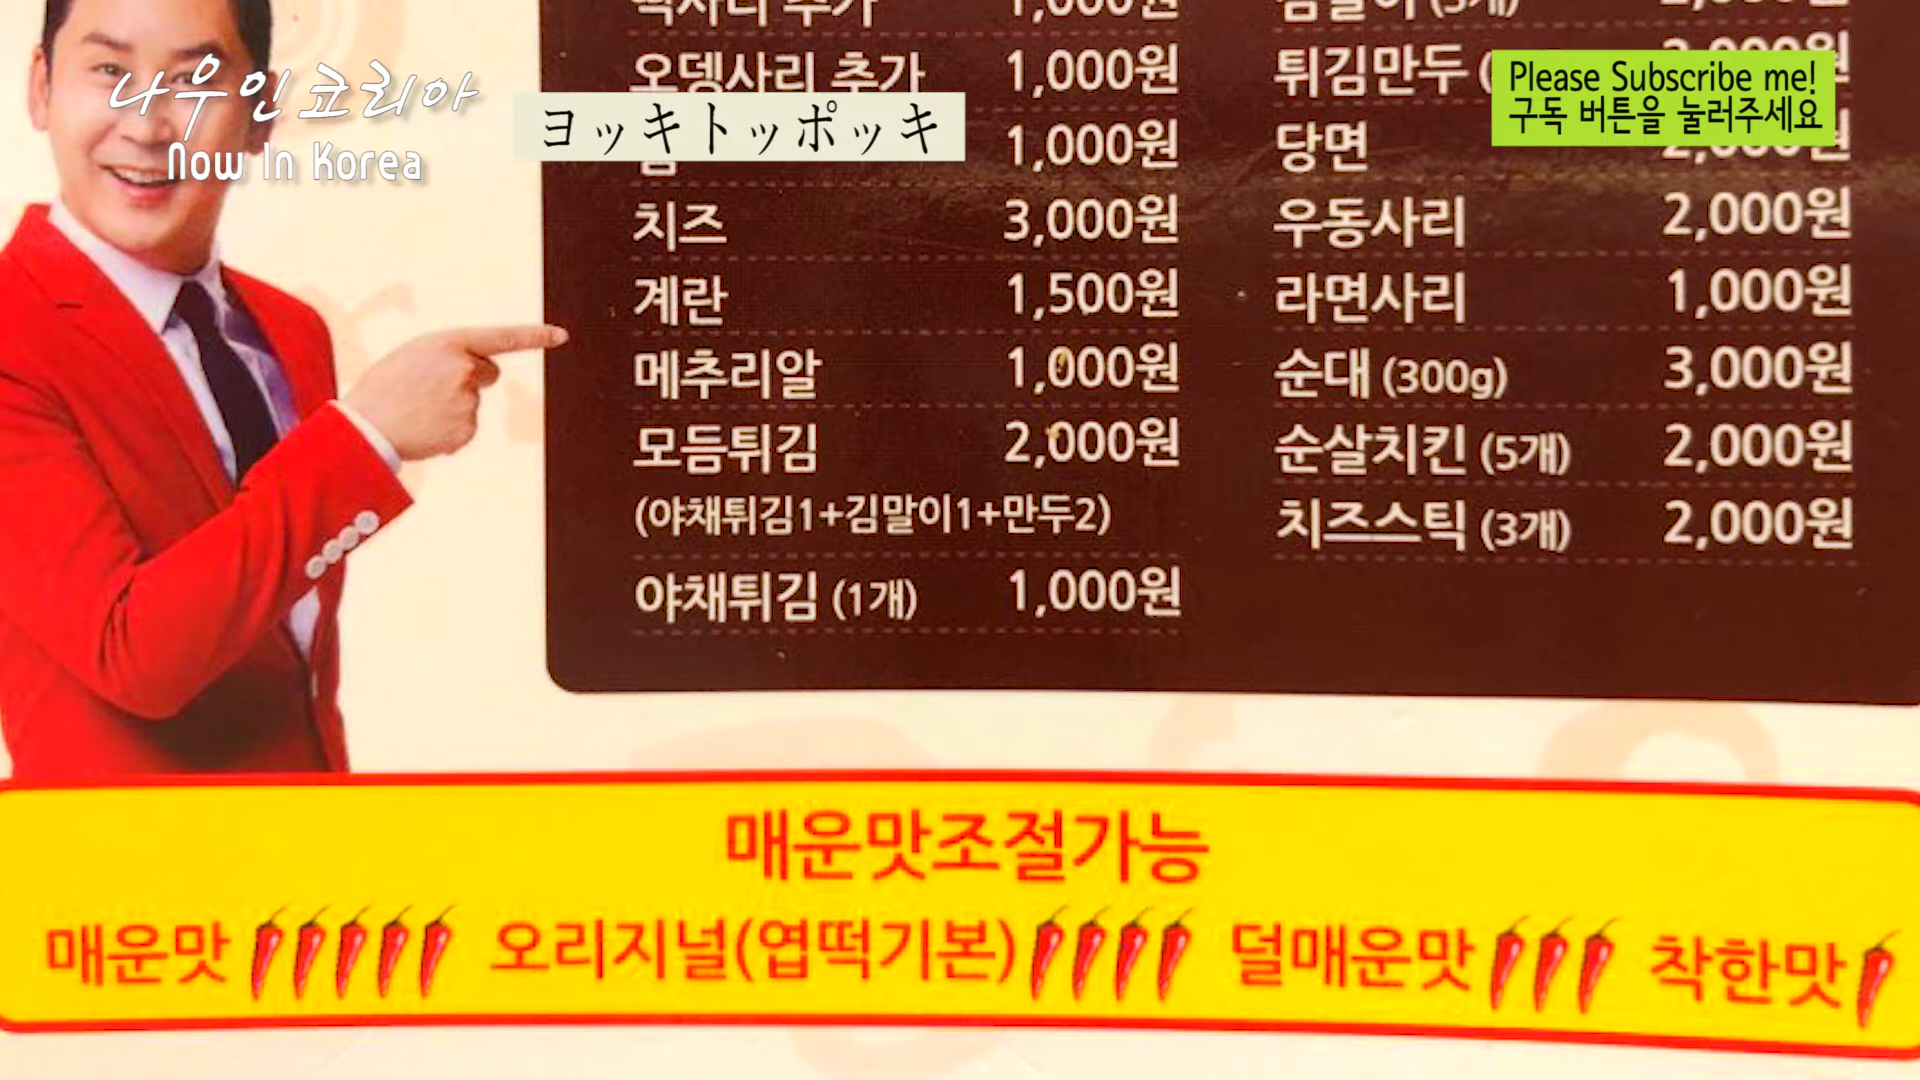 추가 1,000원
오뎅사리 추가 1,000원
1,000원
치즈 3,000원
계란 1,500원
메추리알 1,000원
모듬튀김 2,000원
(야채튀김1+김말이1+만두2)
야채튀김 (1개) 1,000원
튀김만두
당면
우동사리 2,000원
라면사리 1,000원
순대 (300g) 3,000원
순살치킨 (5개) 2,000원
치즈스틱 (3개) 2,000원
나우인코리아
Now In Korea
ヨッキトッポッキ
Please Subscribe me!
구독 버튼을 눌러주세요
매운맛조절가능
매운맛 오리지널(엽떡기본) 덜매운맛 착한맛